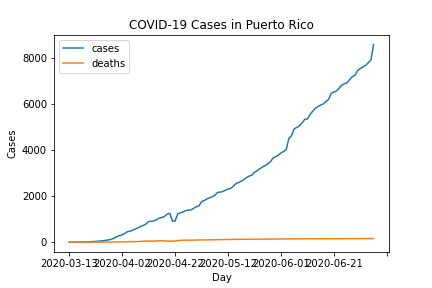 COVID-19 Cases in Puerto Rico
cases
deaths
8000
6000
4000
2000
0
Cases
2020-03-13 2020-04-02 2020-04-22 2020-05-12 2020-06-01 2020-06-21
Day